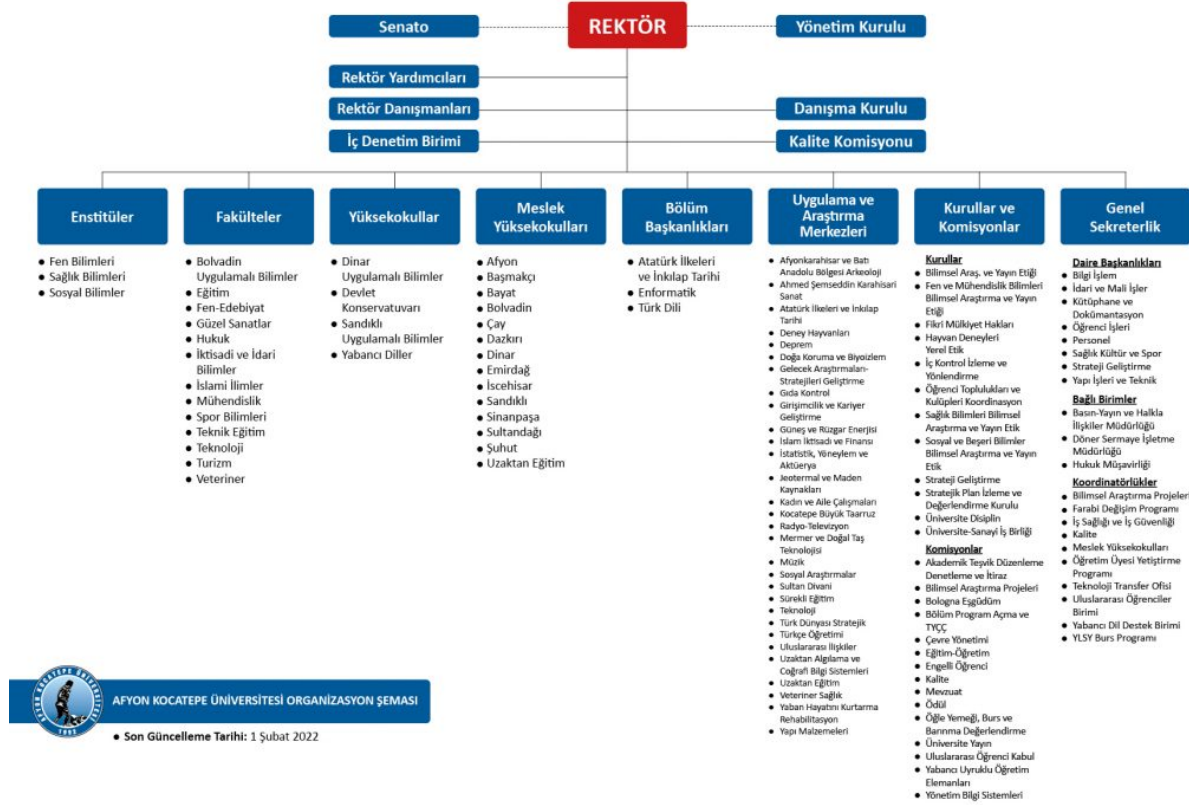 REKTÖR
Senato
Yönetim Kurulu
Rektör Yardımcıları
Rektör Danışmanları
Danışma Kurulu
İç Denetim Birimi
Kalite Komisyonu
Enstitüler
• Fen Bilimleri
• Sağlık Bilimleri
• Sosyal Bilimler
Fakülteler
• Bolvadin
Uygulamalı Bilimler
• Eğitim
• Fen-Edebiyat
• Güzel Sanatlar
• Hukuk
• İktisadi ve İdari
Bilimler
• İslami İlimler
• Mühendislik
• Spor Bilimleri
• Teknik Eğitim
• Teknoloji
• Turizm
• Veteriner
Yüksekokullar
• Dinar
Uygulamalı Bilimler
• Devlet
Konservatuvarı
• Sandıklı
Uygulamalı Bilimler
• Yabancı Diller
Meslek
Yüksekokulları
• Afyon
• Başmakçı
• Bayat
• Bolvadin
• Çay
• Dazkırı
• Dinar
• Emirdağ
• İscehisar
• Sandıklı
• Sinanpaşa
• Sultandağı
• Şuhut
• Uzaktan Eğitim
Bölüm
Başkanlıkları
• Atatürk İlkeleri
ve İnkılap Tarihi
• Enformatik
• Türk Dili
Uygulama ve
Araştırma
Merkezleri
• Afyonkarahisar ve Batı
Anadolu Bölgesi Arkeoloji
• Ahmed Şemseddin Karahisari
Sanat
• Atatürk İlkeleri ve İnkılap
Tarihi
• Deney Hayvanları
• Deprem
• Doğa Koruma ve Biyoizlem
• Gelecek Araştırmaları-
Stratejileri Geliştirme
• Gıda Kontrol
• Girişimcilik ve Kariyer
Geliştirme
• Güneş ve Rüzgar Enerjisi
• İslam İktisadı ve Finansı
• İstatistik, Yöneylem ve
Aktüerya
• Jeotermal ve Maden
Kaynakları
• Kadın ve Aile Çalışmaları
• Kocatepe Büyük Taarruz
• Radyo-Televizyon
• Mermer ve Doğal Taş
Teknolojisi
• Müzik
• Sosyal Araştırmalar
• Sultan Divani
• Sürekli Eğitim
• Teknoloji
• Türk Dünyası Stratejik
• Türkçe Öğretimi
• Uluslararası İlişkiler
• Uzaktan Algılama ve
Coğrafi Bilgi Sistemleri
• Uzaktan Eğitim
• Veteriner Sağlık
• Yaban Hayatını Kurtarma
Rehabilitasyon
• Yapı Malzemeleri
Kurullar ve
Komisyonlar
Kurullar
• Bilimsel Araş. ve Yayın Etiği
• Fen ve Mühendislik Bilimleri
Bilimsel Araştırma ve Yayın
Etiği
• Fikri Mülkiyet Hakları
• Hayvan Deneyleri
Yerel Etik
• İç Kontrol İzleme ve
Yönlendirme
• Öğrenci Toplulukları ve
Kulüpleri Koordinasyon
• Sağlık Bilimleri Bilimsel
Araştırma ve Yayın Etik
• Sosyal ve Beşeri Bilimler
Bilimsel Araştırma ve Yayın
Etik
• Strateji Geliştirme
• Stratejik Plan İzleme ve
Değerlendirme Kurulu
• Üniversite Disiplin
• Üniversite-Sanayi İş Birliği
Komisyonlar
• Akademik Teşvik Düzenleme
Denetleme ve İtiraz
• Bilimsel Araştırma Projeleri
• Bologna Eşgüdüm
• Bölüm Program Açma ve
TYÇÇ
• Çevre Yönetimi
• Eğitim-Öğretim
• Engelli Öğrenci
• Kalite
• Mevzuat
• Ödül
• Öğle Yemeği, Burs ve
Barınma Değerlendirme
• Üniversite Yayın
• Uluslararası Öğrenci Kabul
• Yabancı Uyruklu Öğretim
Elemanları
• Yönetim Bilgi Sistemleri
Genel
Sekreterlik
Daire Başkanlıkları
• Bilgi İşlem
• İdari ve Mali İşler
• Kütüphane ve
Dokümantasyon
• Öğrenci İşleri
• Personel
• Sağlık Kültür ve Spor
• Strateji Geliştirme
• Yapı İşleri ve Teknik
Bağlı Birimler
• Basın-Yayın ve Halkla
İlişkiler Müdürlüğü
• Döner Sermaye İşletme
Müdürlüğü
• Hukuk Müşavirliği
Koordinatörlükler
• Bilimsel Araştırma Projeleri
• Farabi Değişim Programı
• İş Sağlığı ve İş Güvenliği
• Kalite
• Meslek Yüksekokulları
• Öğretim Üyesi Yetiştirme
Programı
• Teknoloji Transfer Ofisi
• Uluslararası Öğrenciler
Birimi
• Yabancı Dil Destek Birimi
• YLSY Burs Programı
AFYON KOCATEPE ÜNİVERSİTESİ
1992
AFYON KOCATEPE ÜNİVERSİTESİ ORGANİZASYON ŞEMASI
• Son Güncelleme Tarihi: 1 Şubat 2022